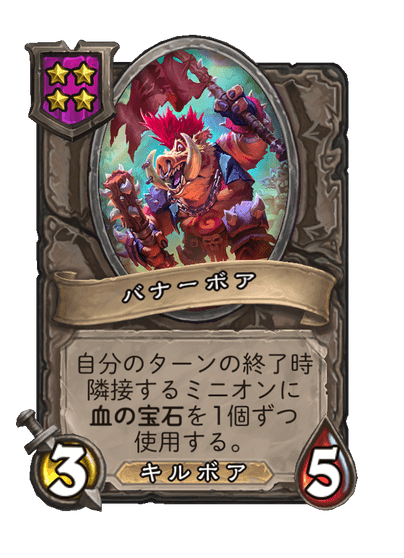 バナーボア
自分のターンの終了時
隣接するミニオンに
血の宝石を1個ずつ
使用する。
キルボア
3
5